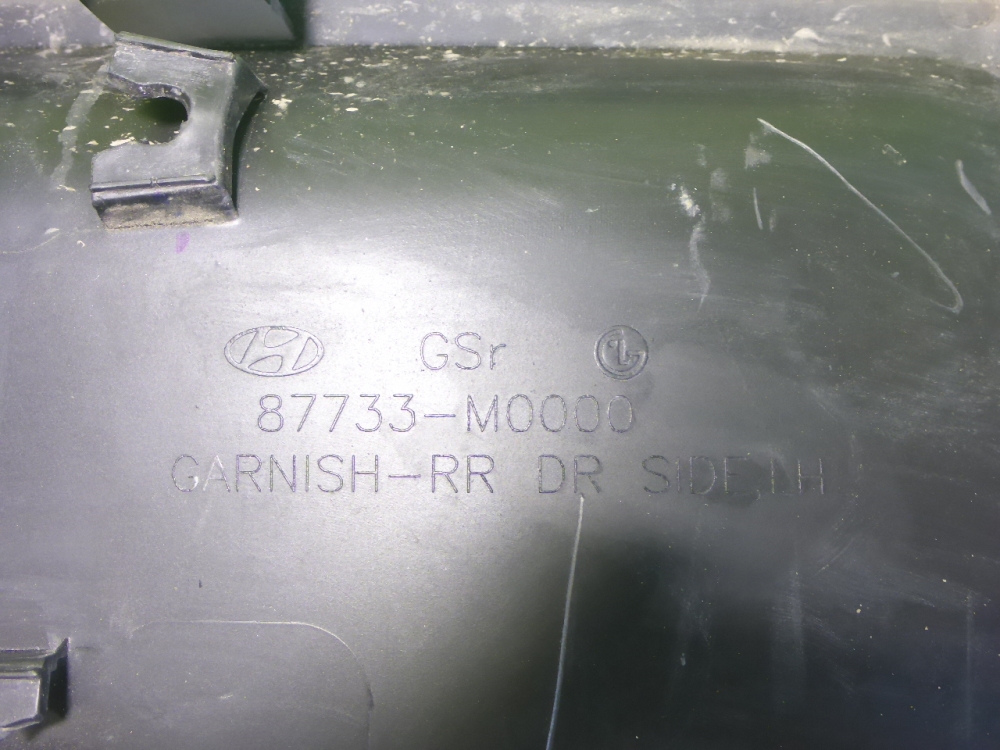 GSr
87733-M0000
GARNISH-RR DR SIDE,LH